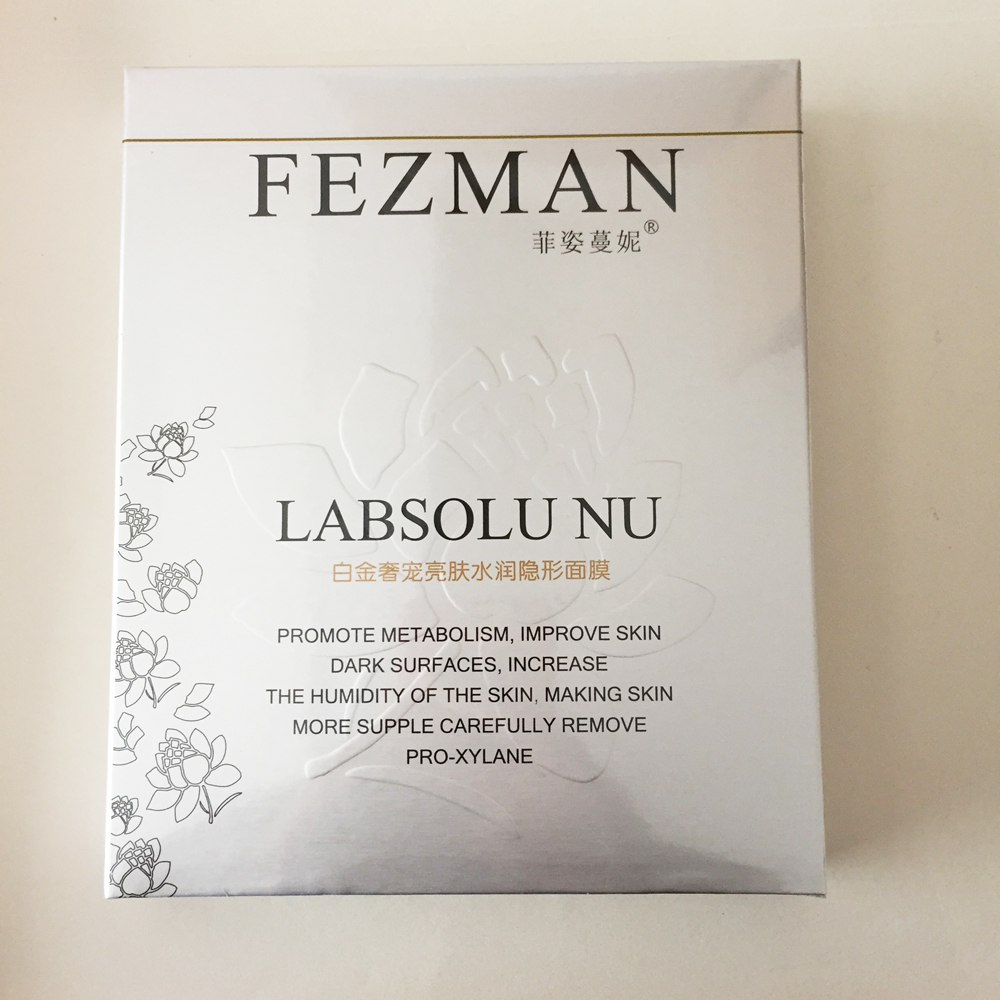 FEZMAN
菲姿蔓妮®
LABSOLU NU
白金奢宠亮肤水润隐形面膜
PROMOTE METABOLISM, IMPROVE SKIN
DARK SURFACES, INCREASE
THE HUMIDITY OF THE SKIN, MAKING SKIN
MORE SUPPLE CAREFULLY REMOVE
PRO-XYLANE